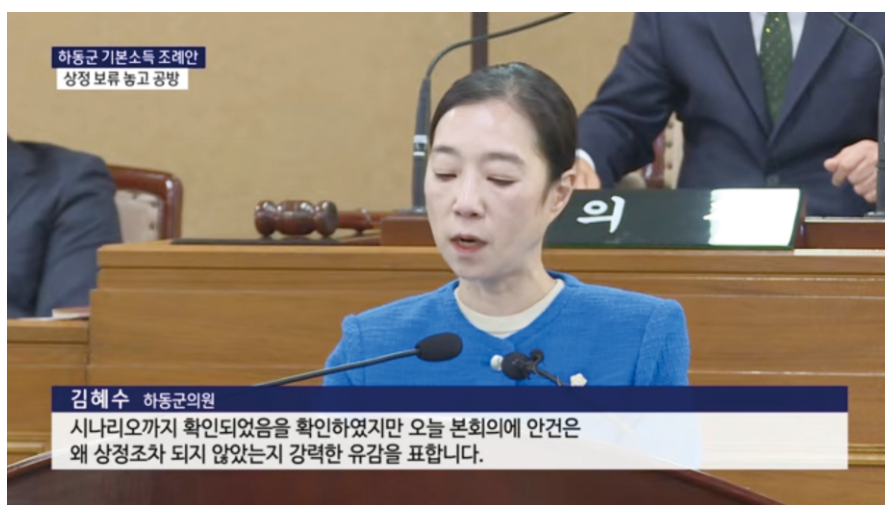 하동군 기본소득 조례안
상정 보류 놓고 공방
의
김혜수 하동군의원
시나리오까지 확인되었음을 확인하였지만 오늘 본회의에 안건은
왜 상정조차 되지 않았는지 강력한 유감을 표합니다.